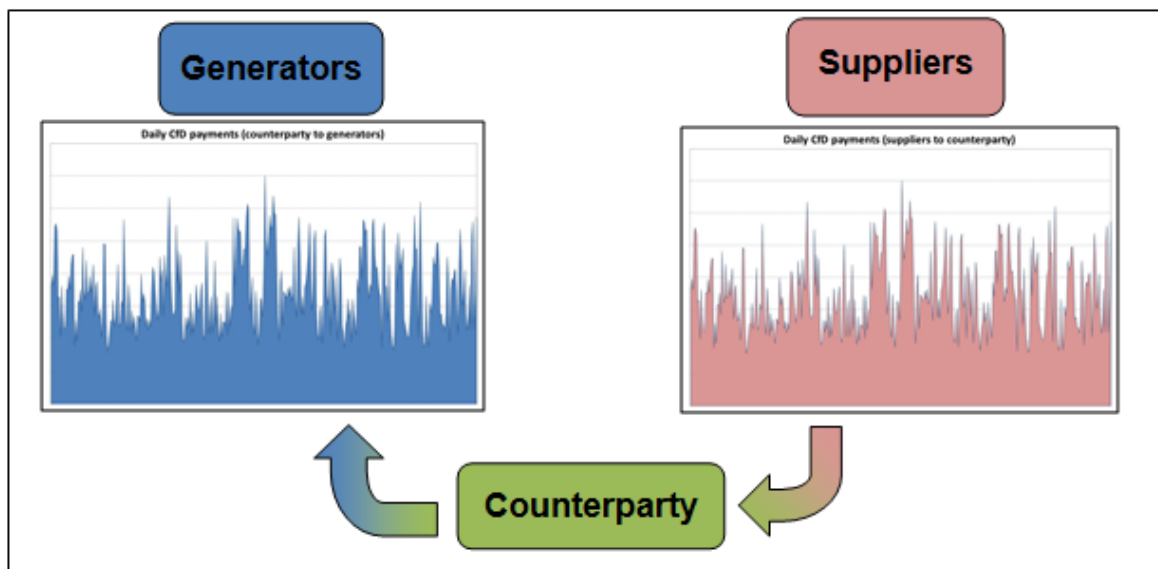 Generators
Suppliers
Daily CfD payments (counterparty to generators)
Daily CfD payments (suppliers to counterparty)
Counterparty